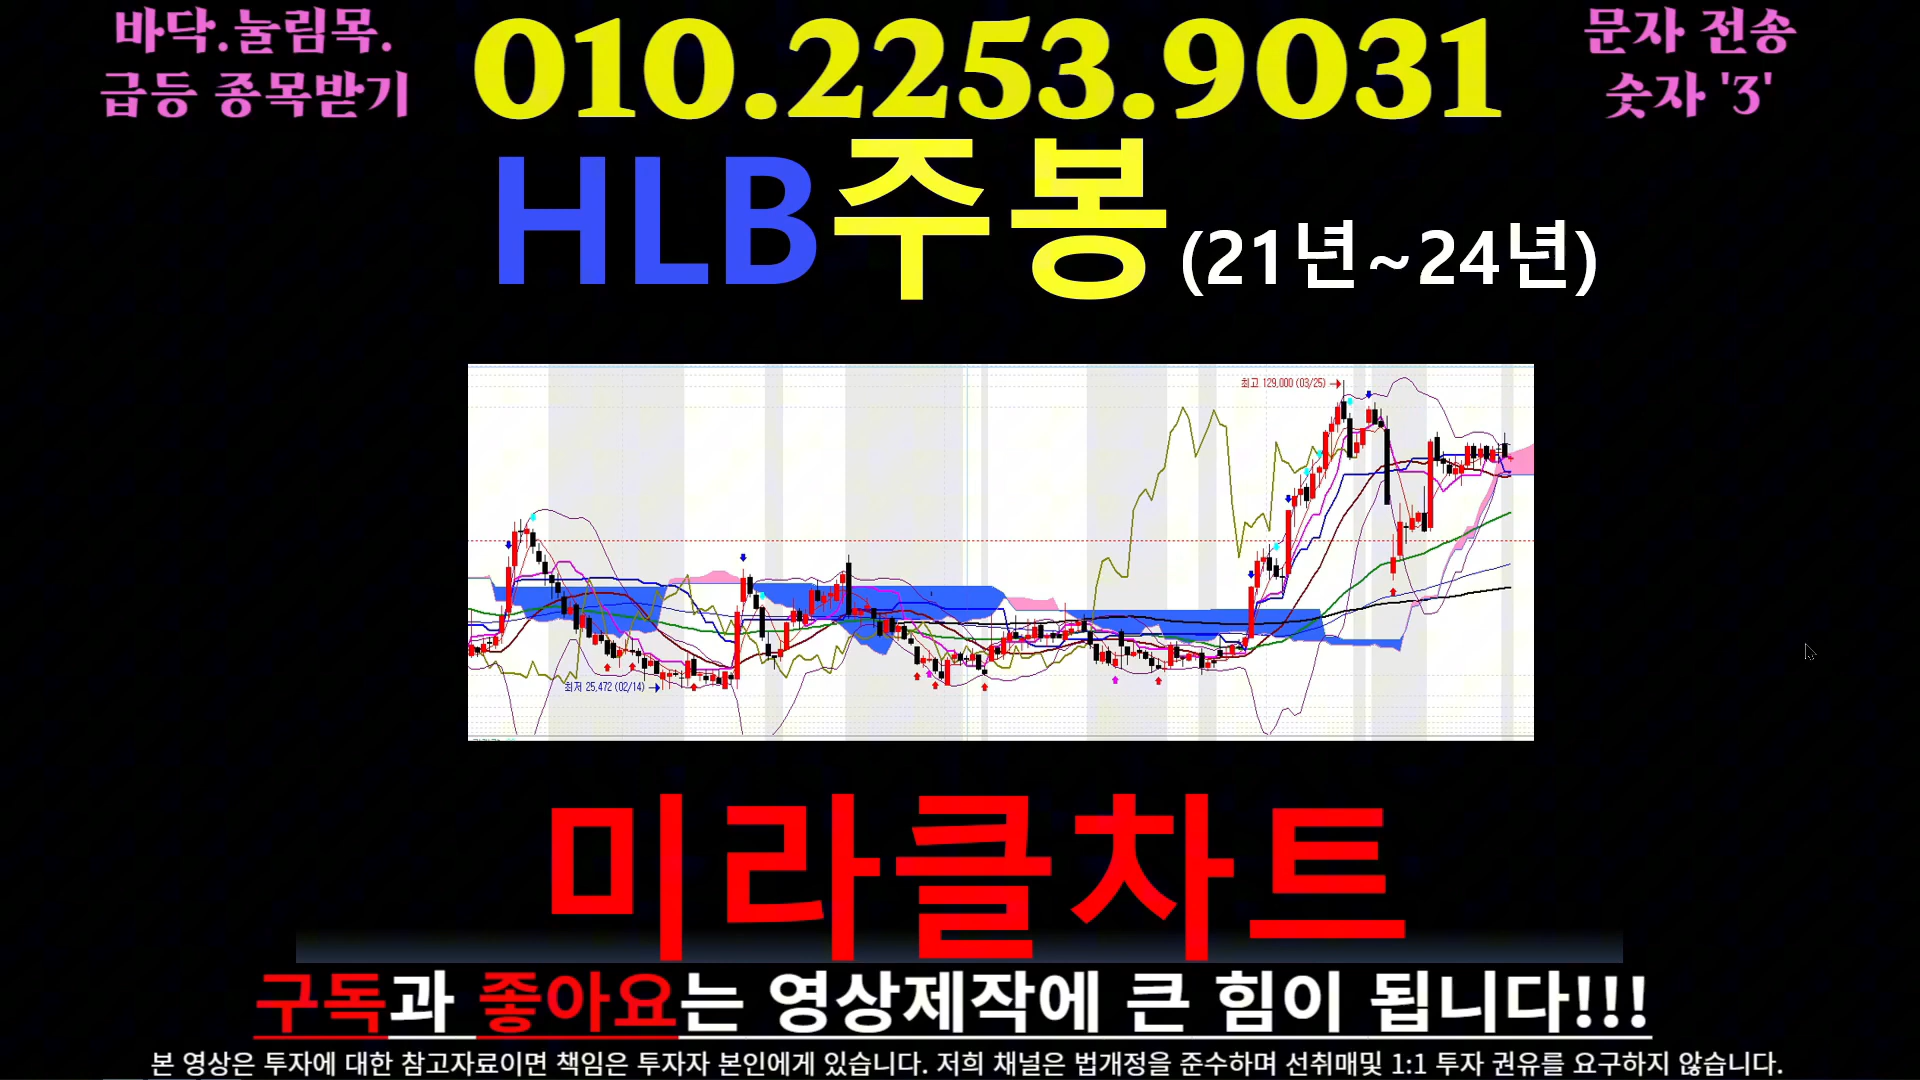 바닥.눌림목.
급등 종목받기
010.2253.9031
문자 전송
숫자 '3'
HLB주봉(21년~24년)
최고 129,000 (03/25)
최저 25,472 (02/14)
미라클차트
구독과 좋아요는 영상제작에 큰 힘이 됩니다!!!
본 영상은 투자에 대한 참고자료이면 책임은 투자자 본인에게 있습니다. 저희 채널은 법개정을 준수하며 선취매및 1:1 투자 권유를 요구하지 않습니다.